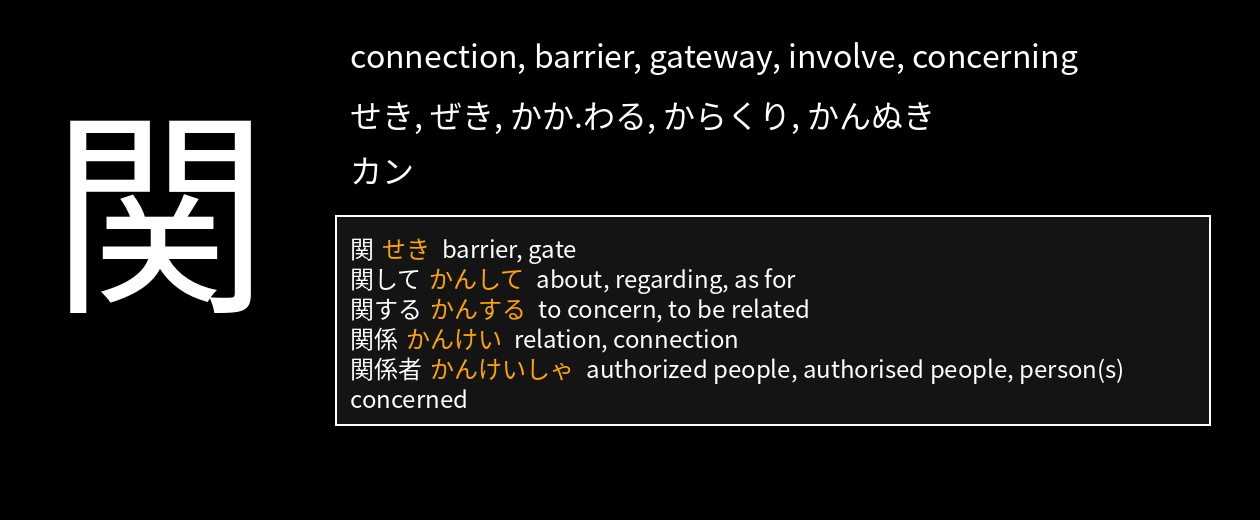 関
connection, barrier, gateway, involve, concerning
せき, ぜき, かか.わる, からくり, かんぬき
カン
関 せき barrier, gate
関して かんして about, regarding, as for
関する かんする to concern, to be related
関係 かんけい relation, connection
関係者 かんけいしゃ authorized people, authorised people, person(s)
concerned